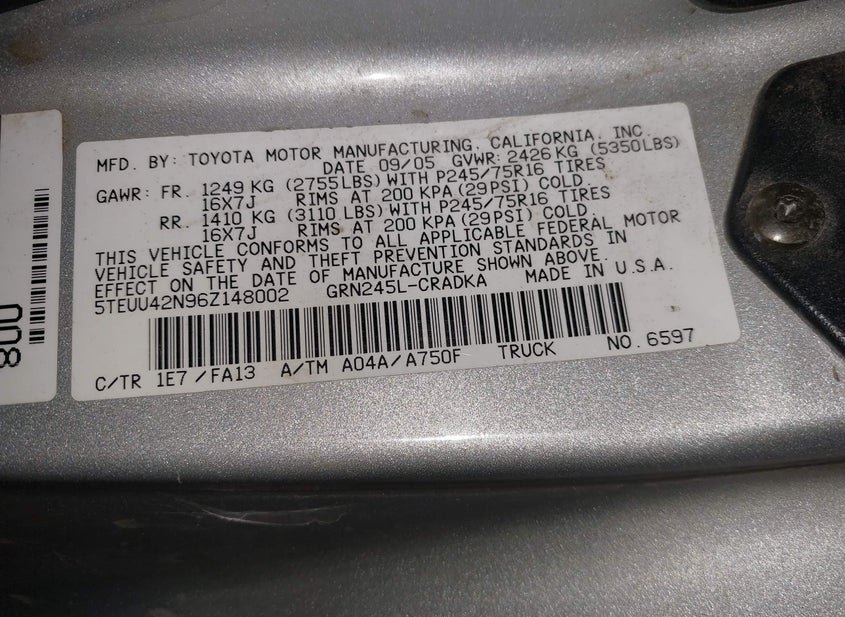 MFD. BY: TOYOTA MOTOR MANUFACTURING, CALIFORNIA, INC.
DATE 09/05 GVWR: 2426 KG (5350LBS)
GAWR: FR. 1249 KG (2755LBS) WITH P245/75R16 TIRES
16X7J RIMS AT 200 KPA (29PSI) COLD.
RR. 1410 KG (3110 LBS) WITH P245/75R16 TIRES
16X7J RIMS AT 200 KPA (29PSI) COLD.
THIS VEHICLE CONFORMS TO ALL APPLICABLE FEDERAL MOTOR
VEHICLE SAFETY AND THEFT PREVENTION STANDARDS IN
EFFECT ON THE DATE OF MANUFACTURE SHOWN ABOVE.
5TEUU42N96Z148002 GRN245L-CRADKA MADE IN U.S.A.
C/TR 1E7/FA13 A/TM A04A/A750F TRUCK NO.6597
008